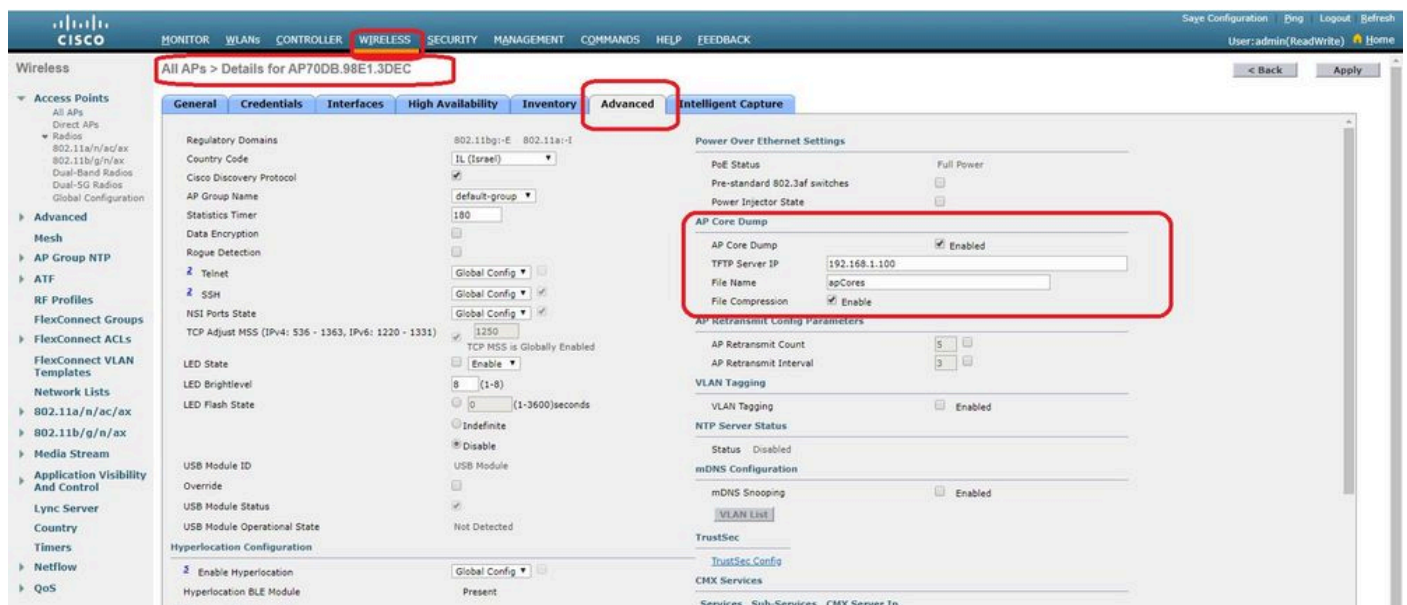 Save Configuration Ping Logout Refresh
CISCO MONITOR WLANs CONTROLLER WIRELESS SECURITY MANAGEMENT COMMANDS HELP FEEDBACK
User:admin(ReadWrite) Home
Wireless
All APs > Details for AP70DB.98E1.3DEC
< Back Apply
Access Points
All APs
Direct APs
Radios
802.11a/n/ac/ax
802.11b/g/n/ax
Dual-Band Radios
Dual-5G Radios
Global Configuration
Advanced
Mesh
AP Group NTP
ATF
RF Profiles
FlexConnect Groups
FlexConnect ACLs
FlexConnect VLAN
Templates
Network Lists
802.11a/n/ac/ax
802.11b/g/n/ax
Media Stream
Application Visibility
And Control
Lync Server
Country
Timers
Netflow
QoS
General Credentials Interfaces High Availability Inventory Advanced Intelligent Capture
Regulatory Domains 802.11bg:-E 802.11a:-I
Country Code IL (Israel)
Cisco Discovery Protocol
AP Group Name default-group
Statistics Timer 180
Data Encryption
Rogue Detection
2 Telnet Global Config
2 SSH Global Config
NSI Ports State Global Config
TCP Adjust MSS (IPv4: 536 - 1363, IPv6: 1220 - 1331) 1250
TCP MSS is Globally Enabled
LED State Enable
LED Brightlevel 8 (1-8)
LED Flash State 0 (1-3600)seconds
Indefinite
Disable
USB Module ID USB Module
Override
USB Module Status
USB Module Operational State Not Detected
Hyperlocation Configuration
5 Enable Hyperlocation Global Config
Hyperlocation BLE Module Present
Power Over Ethernet Settings
PoE Status Full Power
Pre-standard 802.3af switches
Power Injector State
AP Core Dump
AP Core Dump Enabled
TFTP Server IP 192.168.1.100
File Name apCores
File Compression Enable
AP Retransmit Config Parameters
AP Retransmit Count 5
AP Retransmit Interval 3
VLAN Tagging
VLAN Tagging Enabled
NTP Server Status
Status Disabled
mDNS Configuration
mDNS Snooping Enabled
VLAN List
TrustSec
TrustSec Config
CMX Services
Services Sub-Services CMX Server Ip